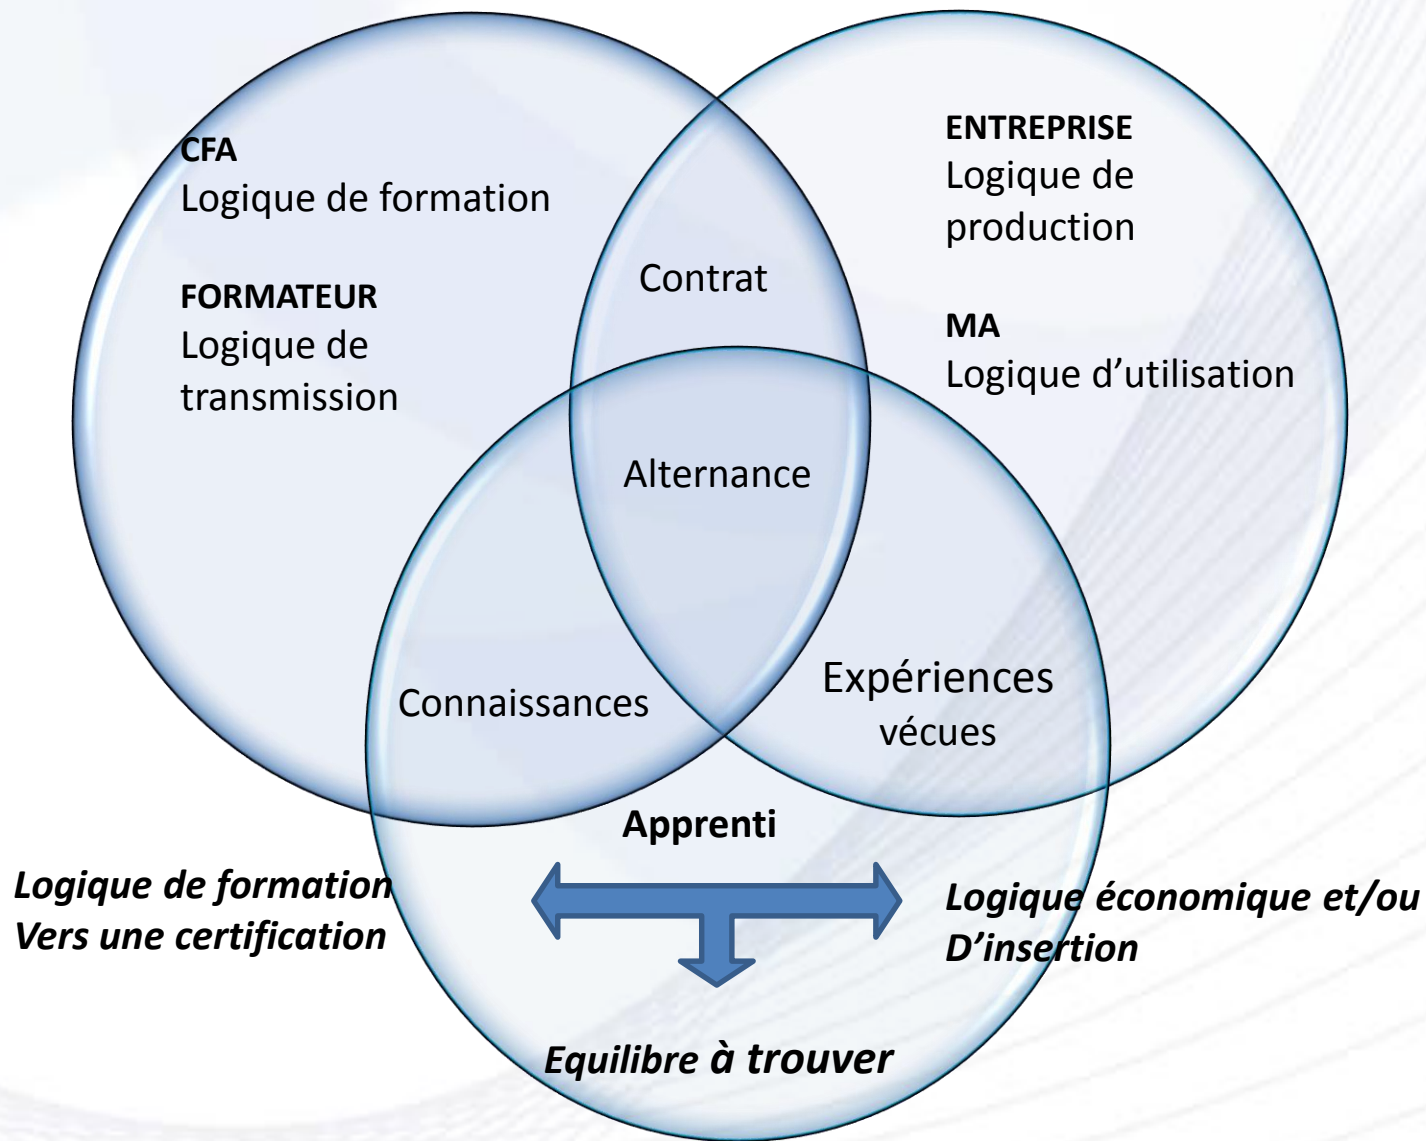 CFA
Logique de formation
FORMATEUR
Logique de
transmission
ENTREPRISE
Logique de
production
MA
Logique d’utilisation
Contrat
Alternance
Connaissances
Expériences
vécues
Apprenti
Logique de formation
Vers une certification
Logique économique et/ou
D’insertion
Equilibre à trouver